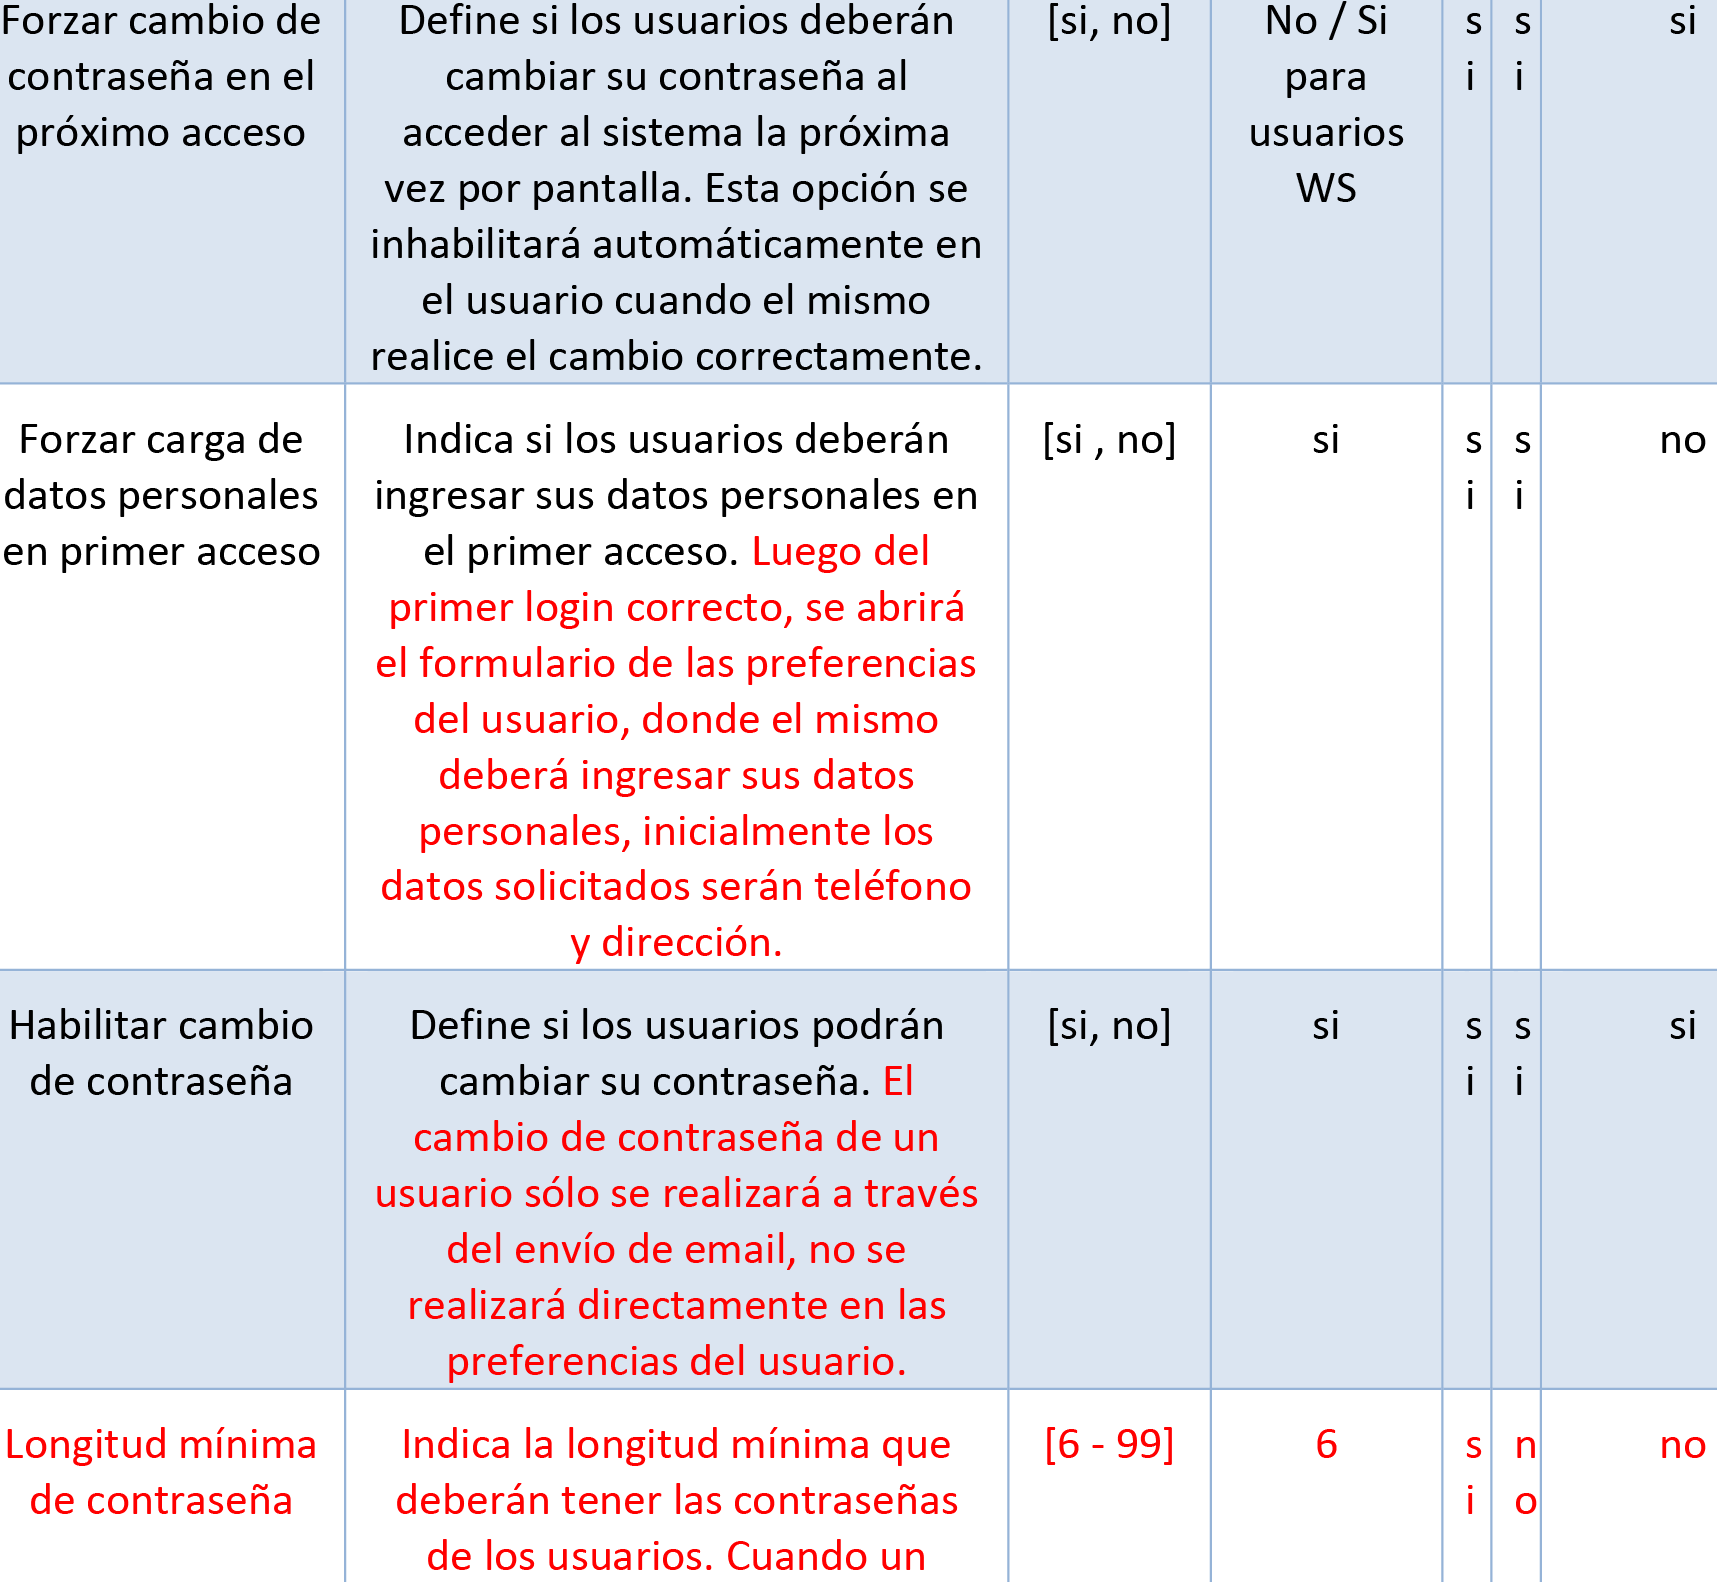 Forzar cambio de
contraseña en el
próximo acceso
Define si los usuarios deberán
cambiar su contraseña al
acceder al sistema la próxima
vez por pantalla. Esta opción se
inhabilitará automáticamente en
el usuario cuando el mismo
realice el cambio correctamente.
[si, no]
No / Si
para
usuarios
WS
s
i
s
i
si
Forzar carga de
datos personales
en primer acceso
Indica si los usuarios deberán
ingresar sus datos personales en
el primer acceso. Luego del
primer login correcto, se abrirá
el formulario de las preferencias
del usuario, donde el mismo
deberá ingresar sus datos
personales, inicialmente los
datos solicitados serán teléfono
y dirección.
[si , no]
si
s
i
s
i
no
Habilitar cambio
de contraseña
Define si los usuarios podrán
cambiar su contraseña. El
cambio de contraseña de un
usuario sólo se realizará a través
del envío de email, no se
realizará directamente en las
preferencias del usuario.
[si, no]
si
s
i
s
i
si
Longitud mínima
de contraseña
Indica la longitud mínima que
deberán tener las contraseñas
de los usuarios. Cuando un
[6 - 99]
6
s
i
n
o
no